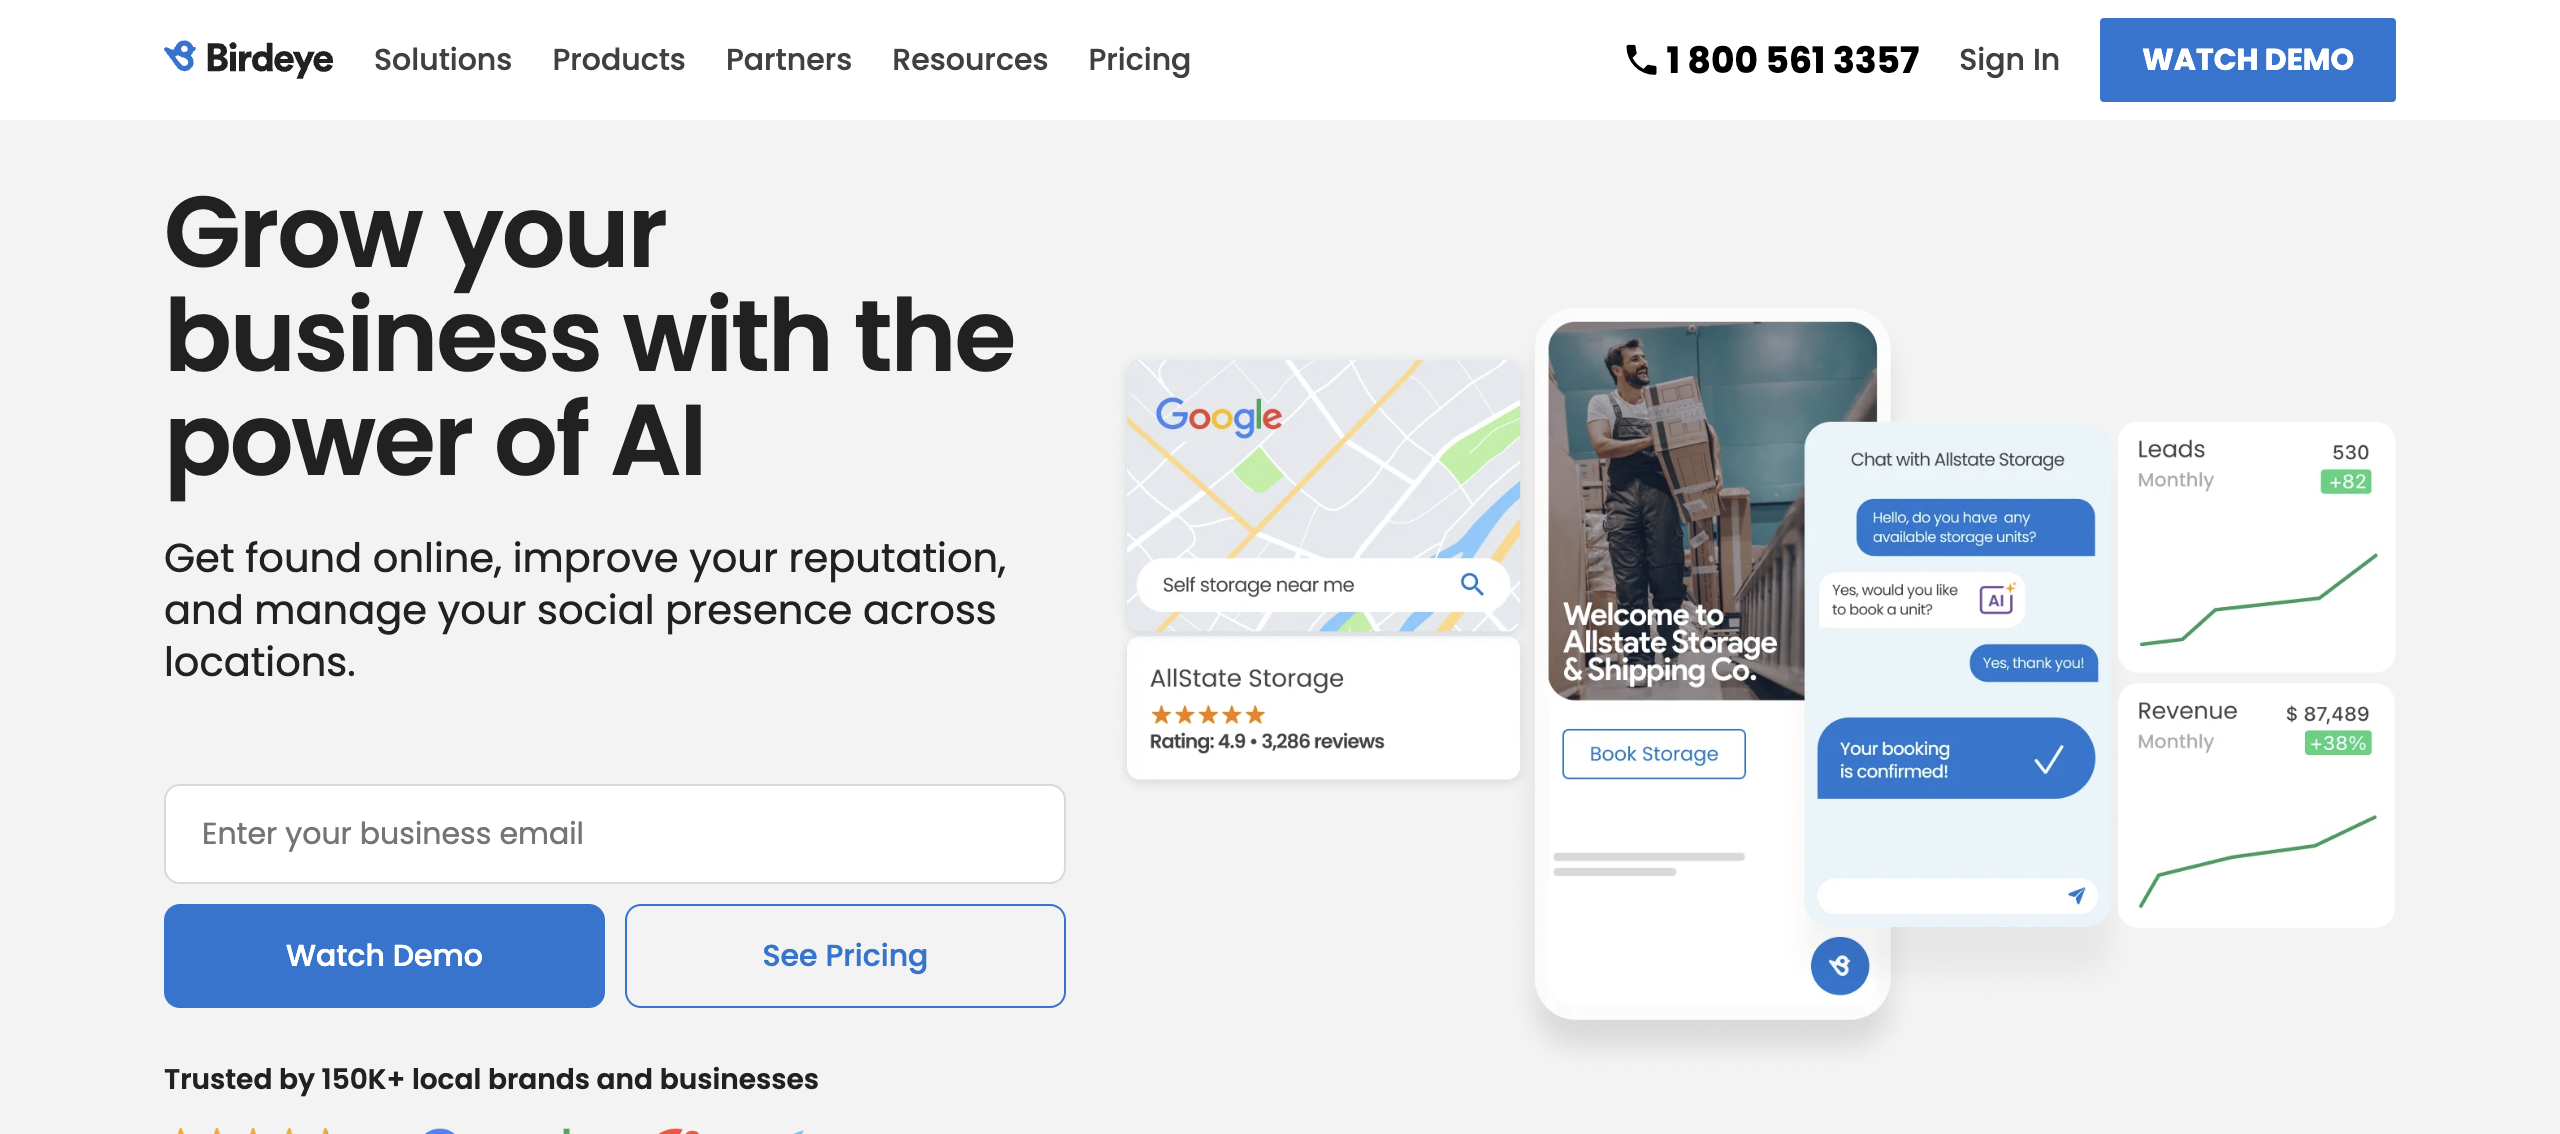 Birdeye
Solutions
Products
Partners
Resources
Pricing
1 800 561 3357
Sign In
WATCH DEMO
Grow your
business with the
power of AI
Get found online, improve your reputation,
and manage your social presence across
locations.
Enter your business email
Watch Demo
See Pricing
Trusted by 150K+ local brands and businesses
Google
Self storage near me
AllState Storage
Rating: 4.9 • 3,286 reviews
Welcome to
Allstate Storage
& Shipping Co.
Book Storage
Chat with Allstate Storage
Hello, do you have any
available storage units?
Yes, would you like
to book a unit?
AI
Yes, thank you!
Your booking
is confirmed!
Leads
530
Monthly
+82
Revenue
$ 87,489
Monthly
+38%